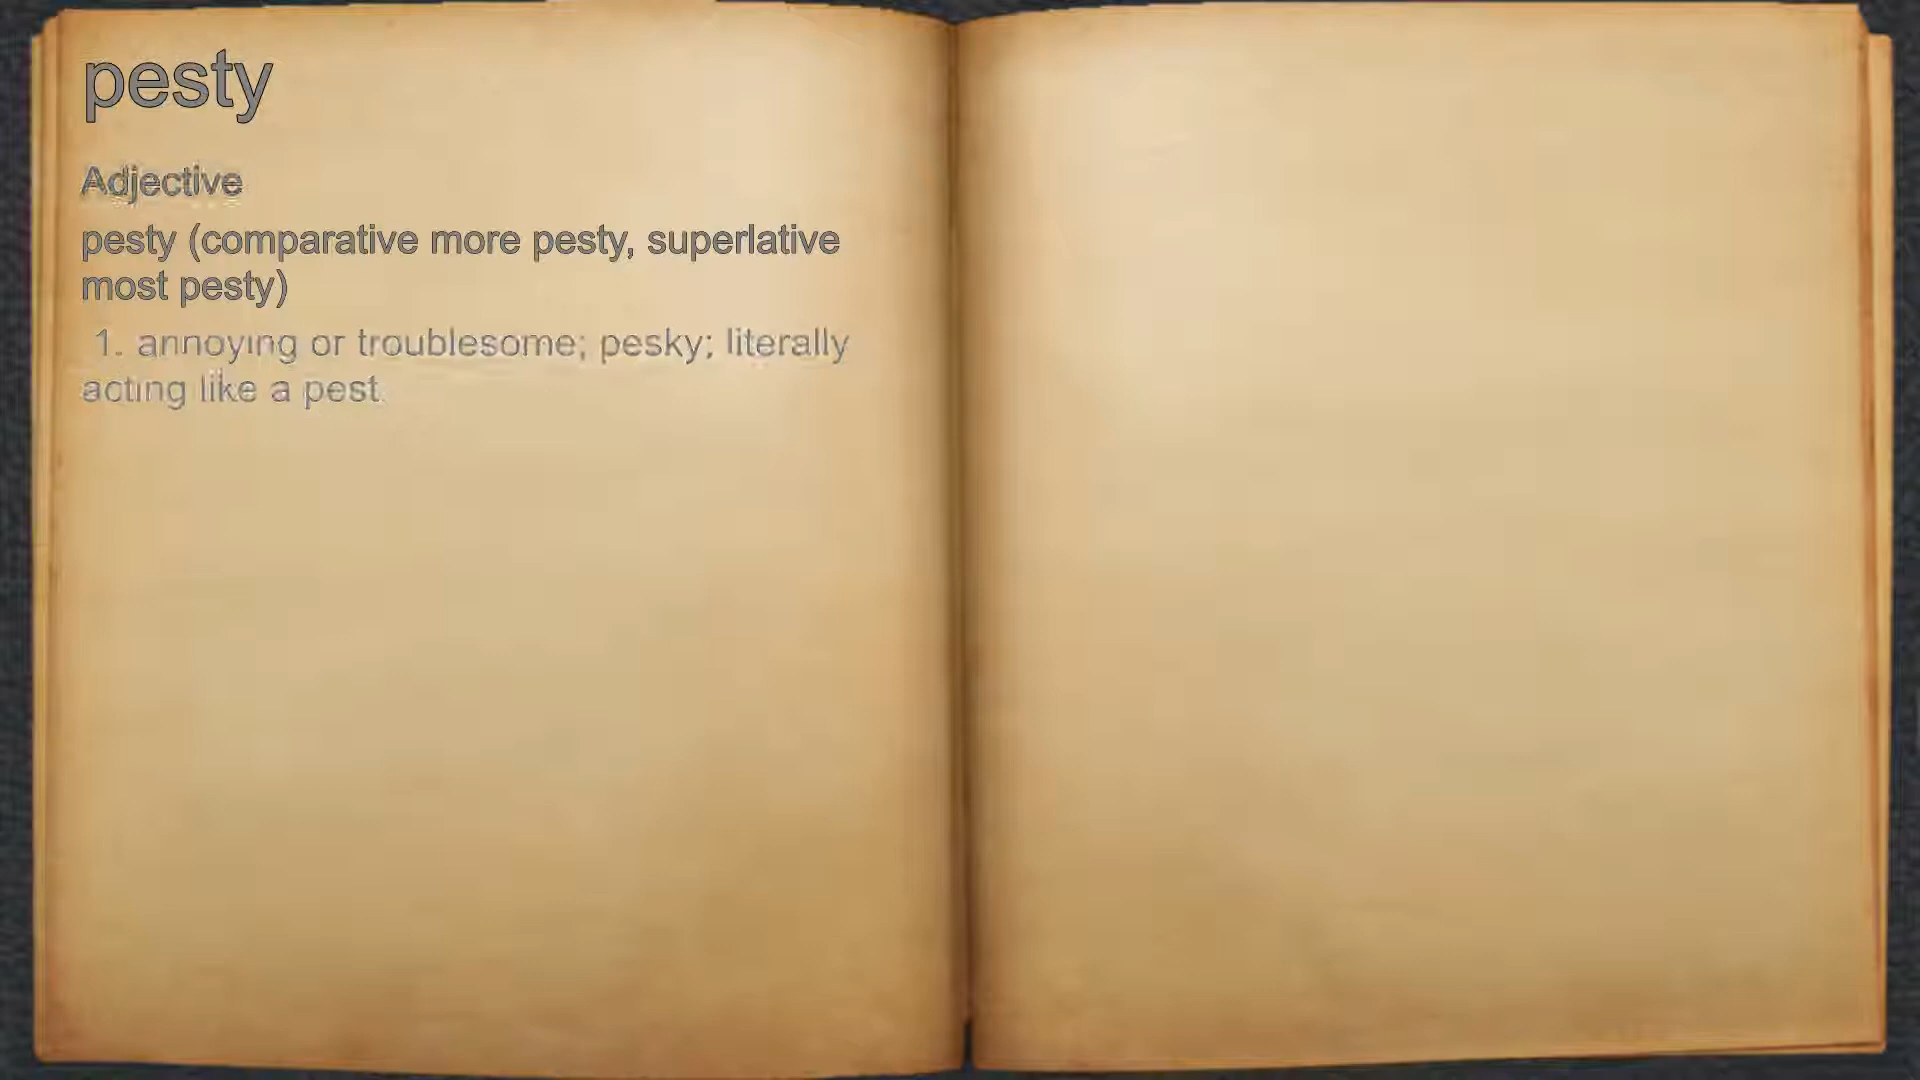 pesty
Adjective
pesty (comparative more pesty, superlative
most pesty)
1. annoying or troublesome; pesky; literally
acting like a pest.